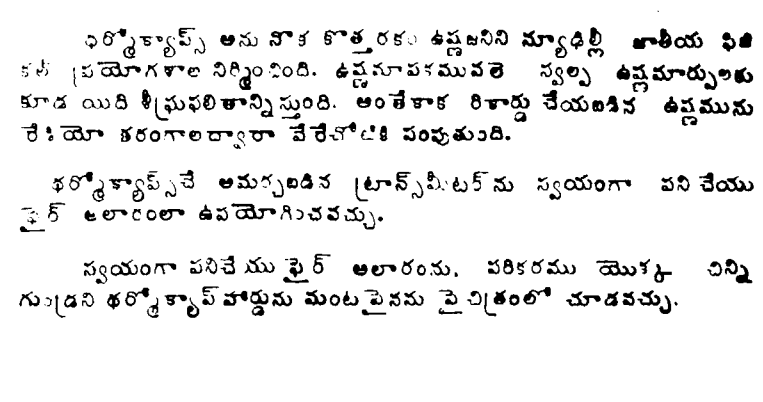 థర్మోక్యాప్స్ అను నొక కొత్తరకం ఉష్ణజనిని న్యూఢిల్లీ జాతీయ ఫిజి
కల్ ప్రయోగశాల నిర్మించింది. ఉష్ణమాపకమువలె స్వల్ప ఉష్ణమార్పులకు
కూడ యిది శీఘ్రఫలితాన్నిస్తుంది. అంతేకాక రికార్డు చేయబడిన ఉష్ణమును
రేడియో తరంగాలద్వారా వేరేచోటికి పంపుతుంది.
థర్మోక్యాప్స్‌చే అమర్చబడిన ట్రాన్స్‌మీటర్‌ను స్వయంగా పని చేయు
ఫైర్ అలారంలా ఉపయోగించవచ్చు.
స్వయంగా పనిచేయు ఫైర్ అలారంను, పరికరము యొక్క చిన్ని
గుండ్రని థర్మోక్యాప్ హార్డును మంట పైనను పై చిత్రంలో చూడవచ్చు.